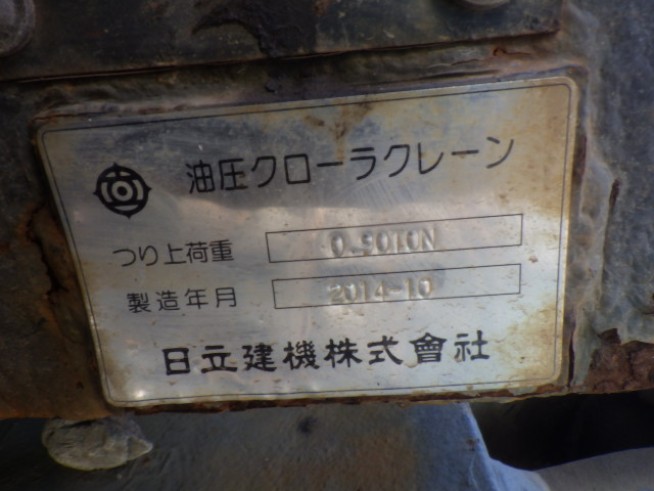 油圧クローラクレーン
つり上荷重 0.90TON
製造年月 2014-10
日立建機株式會社